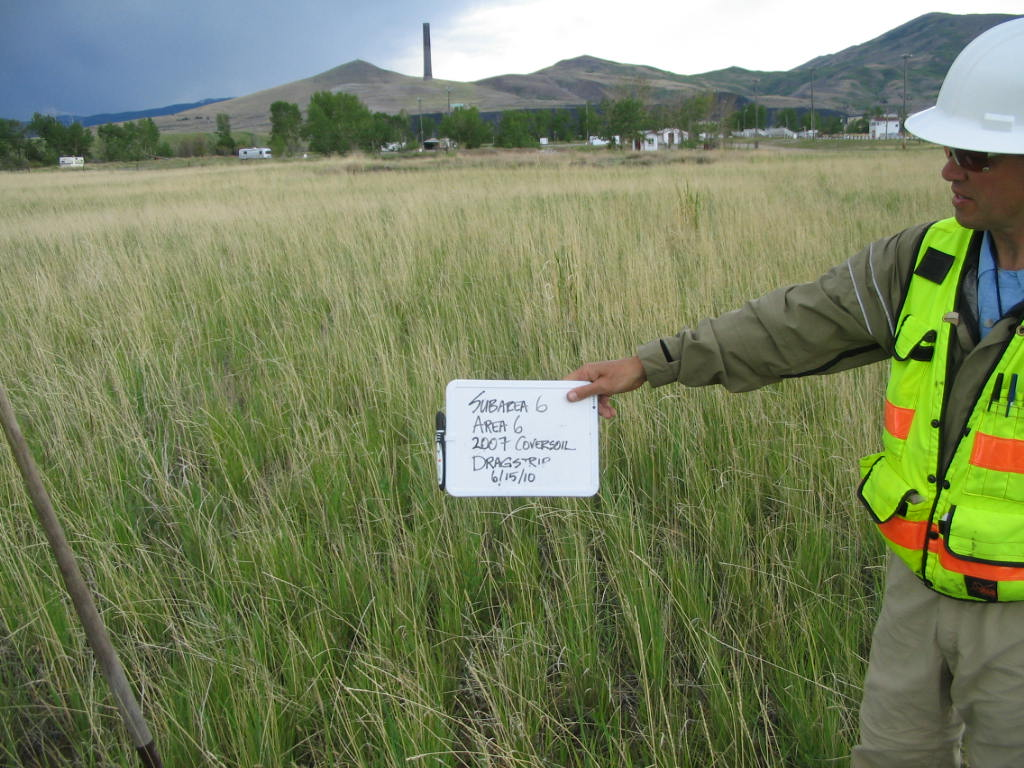 SUBAREA 6
AREA 6
2007 COVERSOIL
DRAGSTRIP
6/15/10